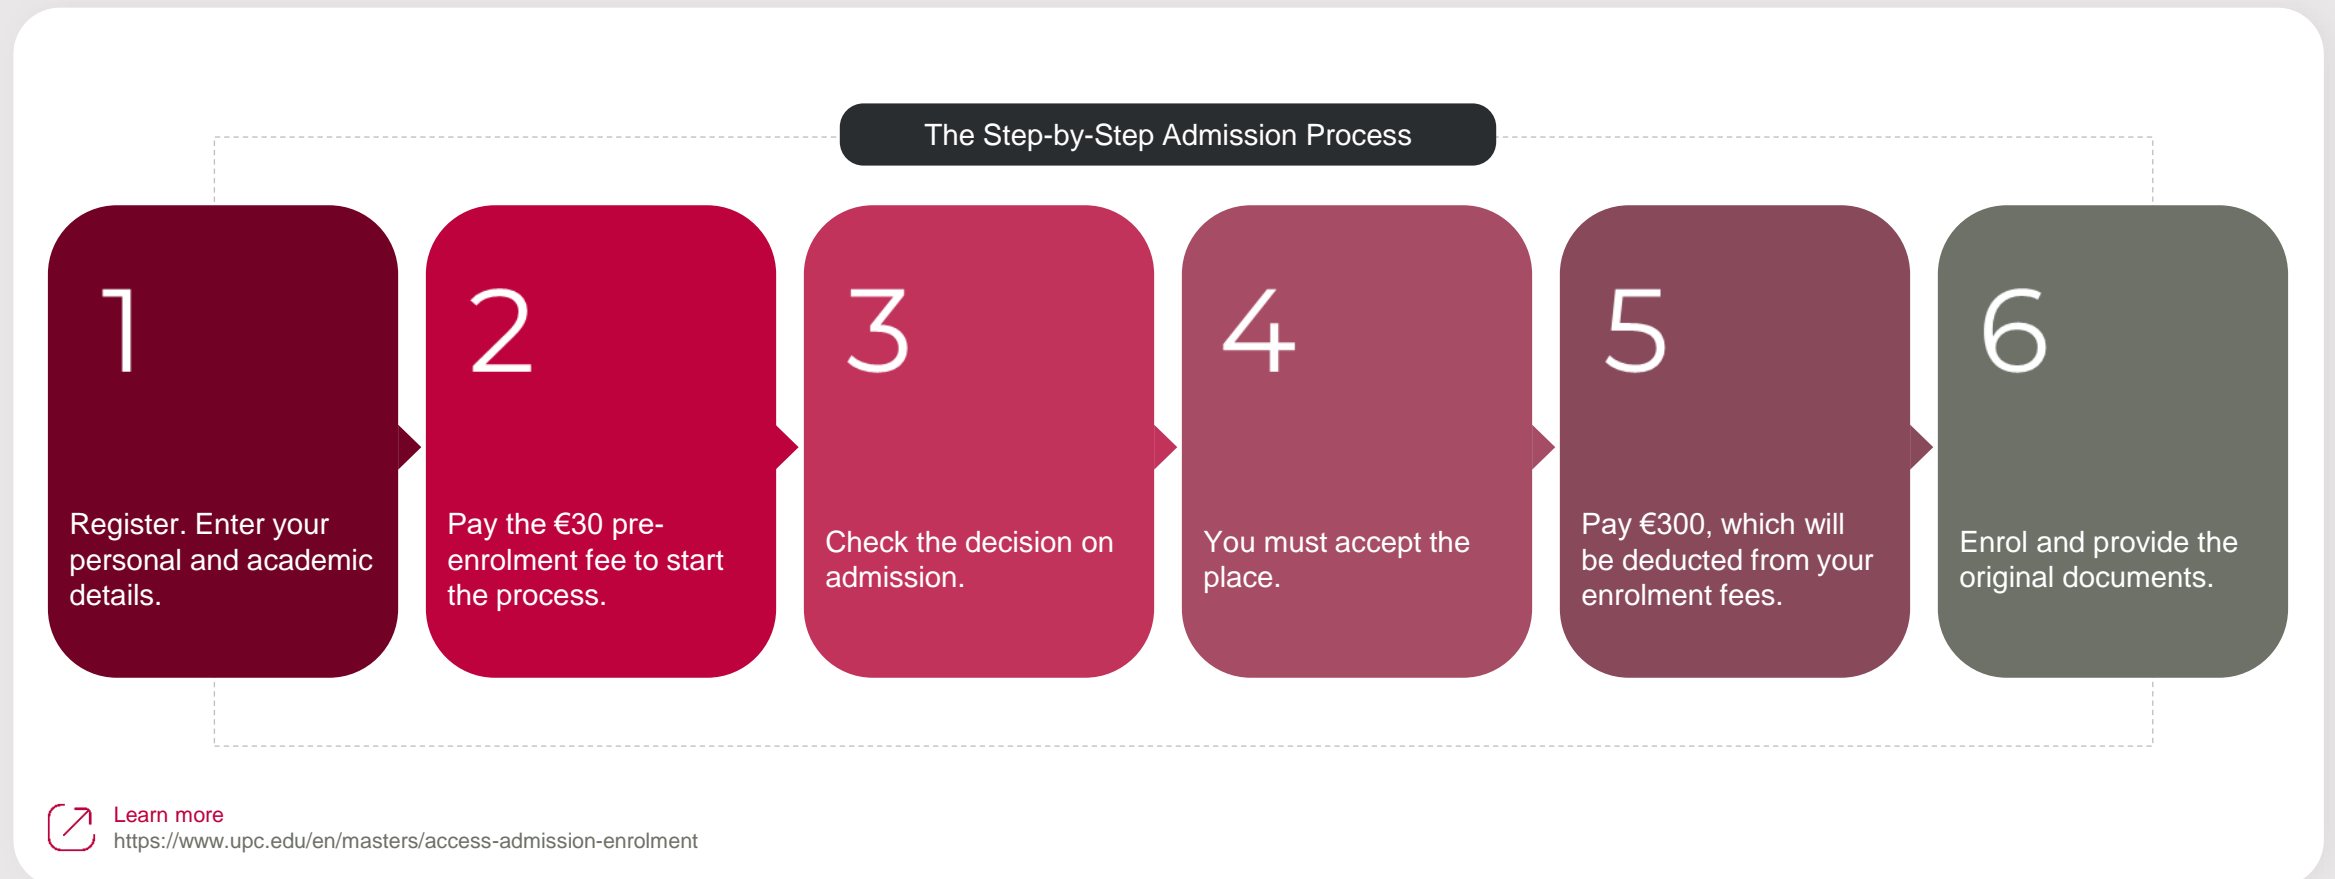 The Step-by-Step Admission Process
1
Register. Enter your
personal and academic
details.
2
Pay the €30 pre-
enrolment fee to start
the process.
3
Check the decision on
admission.
4
You must accept the
place.
5
Pay €300, which will
be deducted from your
enrolment fees.
6
Enrol and provide the
original documents.
Learn more
https://www.upc.edu/en/masters/access-admission-enrolment